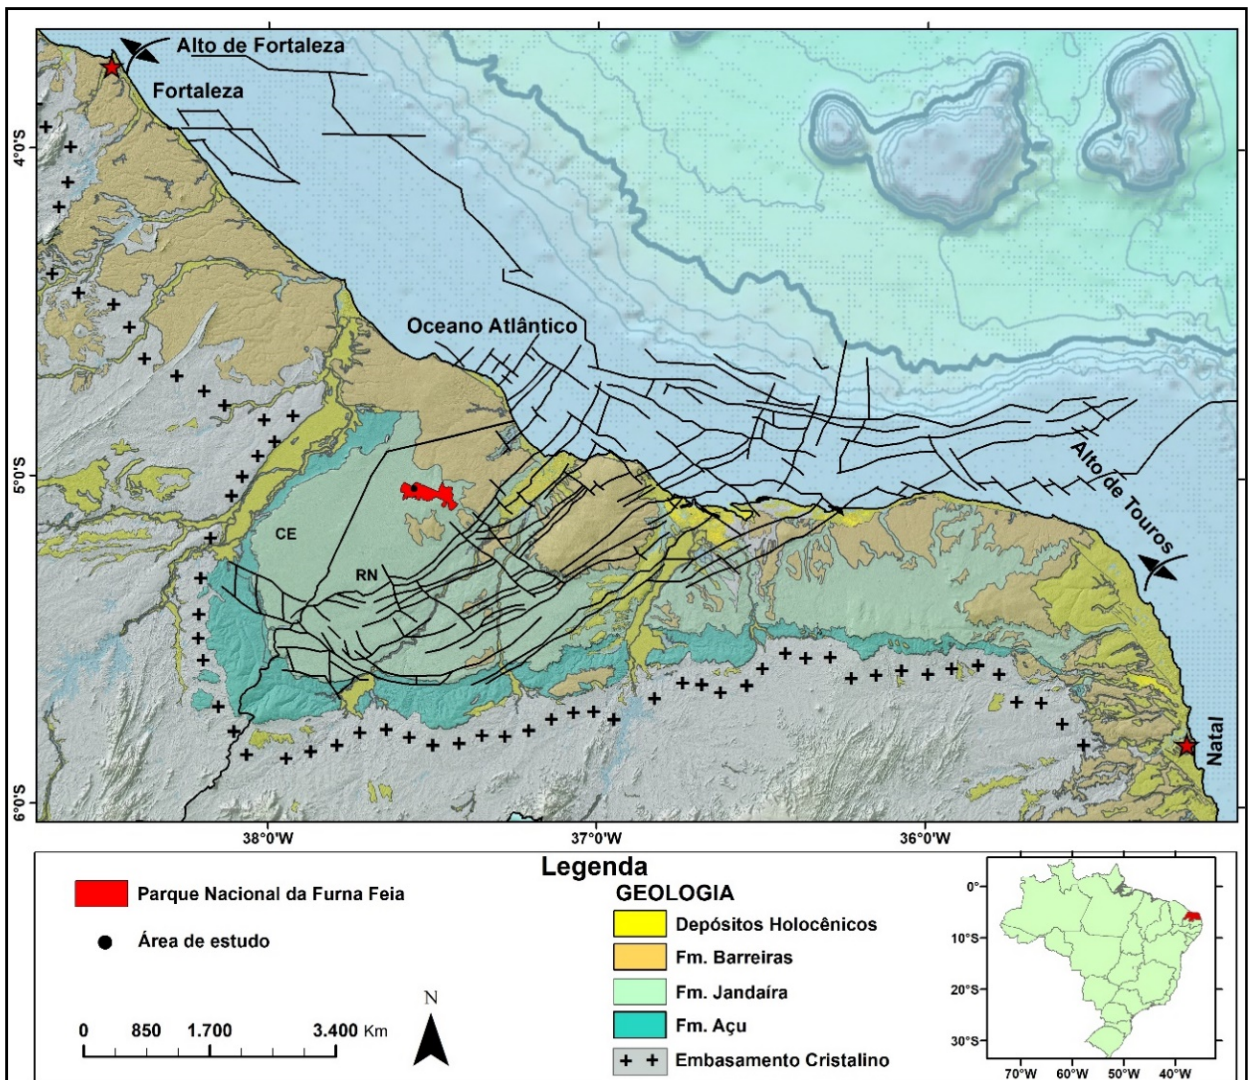 Alto de Fortaleza
Fortaleza
4°0'S
Oceano Atlântico
5°0'S
Alto de Touros
CE
RN
Natal
6°0'S
38°0'W
37°0'W
36°0'W
Legenda
Parque Nacional da Furna Feia
Área de estudo
0 850 1.700 3.400 Km
N
GEOLOGIA
Depósitos Holocênicos
Fm. Barreiras
Fm. Jandaíra
Fm. Açu
Embasamento Cristalino
0°
10°S
20°S
30°S
70°W 60°W 50°W 40°W